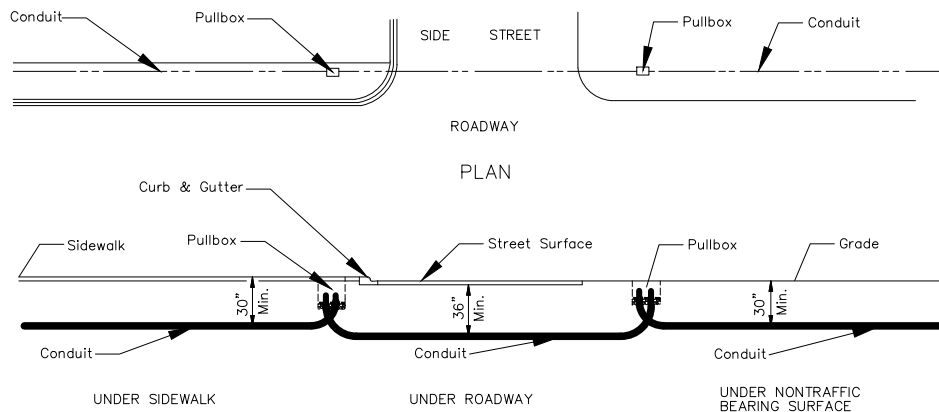 Conduit
Pullbox
SIDE STREET
Pullbox
Conduit
ROADWAY
PLAN
Curb & Gutter
Sidewalk
Pullbox
Street Surface
Pullbox
Grade
30"
Min.
36"
Min.
30"
Min.
Conduit
Conduit
Conduit
UNDER SIDEWALK
UNDER ROADWAY
UNDER NONTRAFFIC
BEARING SURFACE